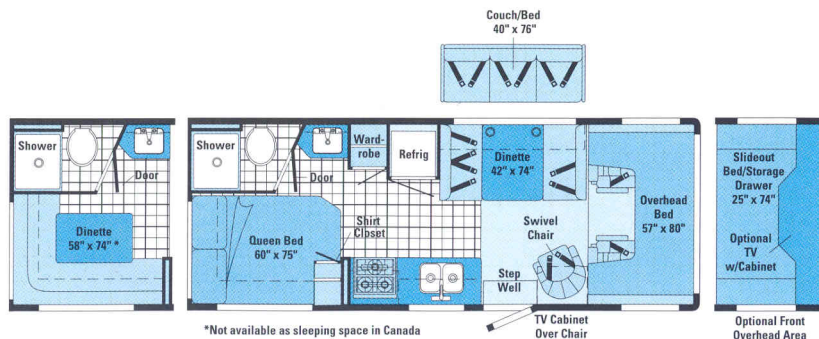 Couch/Bed
40" x 76"
Shower
Door
Dinette
58" x 74" *
Shower
Door
Ward-
robe
Refrig
Dinette
42" x 74"
Queen Bed
60" x 75"
Shirt
Closet
Swivel
Chair
Step
Well
Overhead
Bed
57" x 80"
Slideout
Bed/Storage
Drawer
25" x 74"
Optional
TV
w/Cabinet
*Not available as sleeping space in Canada
TV Cabinet
Over Chair
Optional Front
Overhead Area